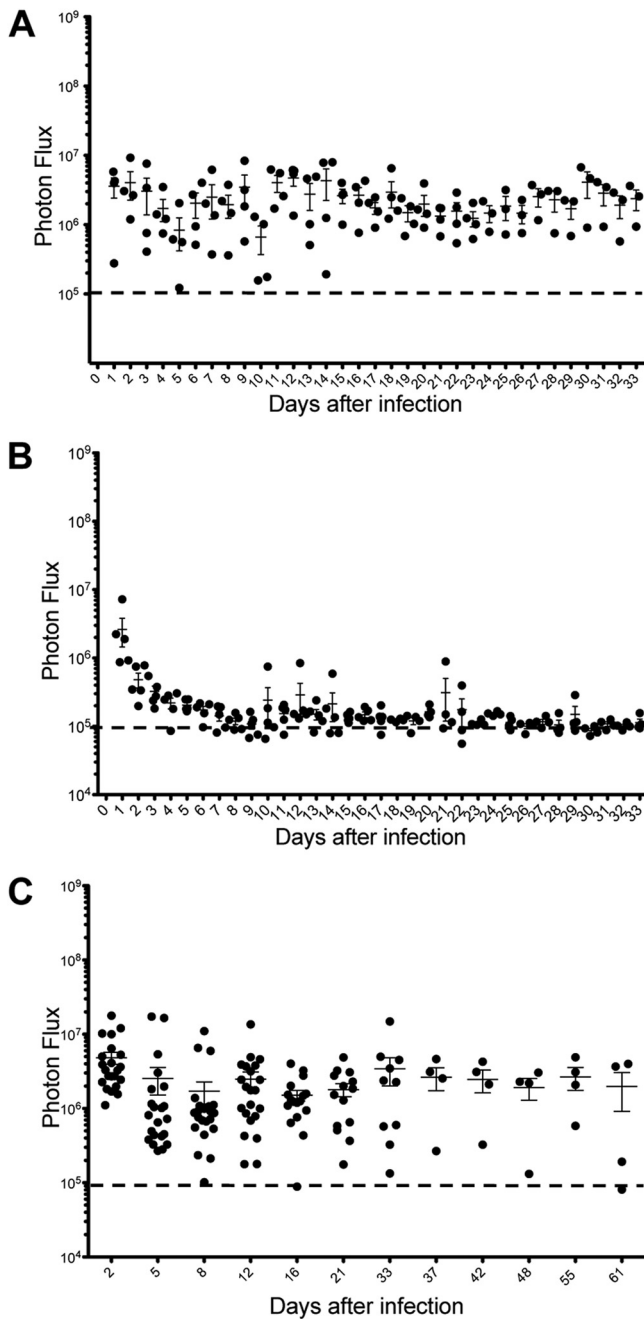 A
10⁹
10⁸
10⁷
10⁶
10⁵
Photon Flux
0 1 2 3 4 5 6 7 8 9 10 11 12 13 14 15 16 17 18 19 20 21 22 23 24 25 26 27 28 29 30 31 32 33
Days after infection
B
10⁹
10⁸
10⁷
10⁶
10⁵
10⁴
Photon Flux
0 1 2 3 4 5 6 7 8 9 10 11 12 13 14 15 16 17 18 19 20 21 22 23 24 25 26 27 28 29 30 31 32 33
Days after infection
C
10⁹
10⁸
10⁷
10⁶
10⁵
10⁴
Photon Flux
2 5 8 12 16 21 33 37 42 48 55 61
Days after infection